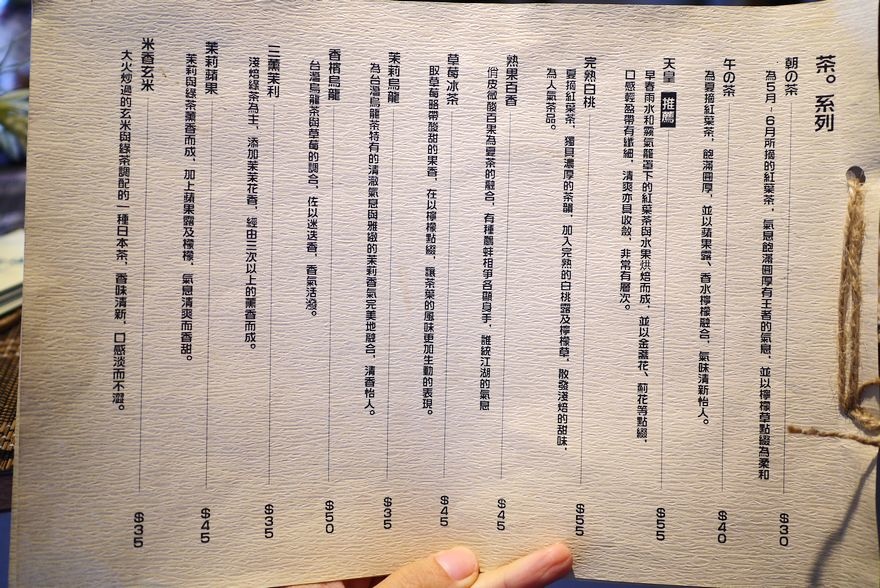 茶。系列
朝の茶 $30
為5月-6月所摘的紅葉茶，氣息飽滿圓厚有王者的氣息，並以檸檬草點綴為柔和
午の茶 $40
為夏摘紅葉茶，飽滿圓厚，並以蘋果露、香水檸檬融合，氣味清新怡人。
天皇 推薦 $55
早春雨水和霧氣籠罩下的紅葉茶與水果烘焙而成，並以金盞花、薊花等點綴，
口感輕盈帶有纖細，清爽亦具收斂，非常有層次。
完熟白桃 $55
夏摘紅葉茶，獨具濃厚的茶韻，加入完熟的白桃露及檸檬草，散發淺焙的甜味，
為人氣茶品。
熟果百香 $45
俏皮微酸百果為夏茶的融合，有種鷸蚌相爭各顯身手，誰統江湖的氣息
草莓冰茶 $45
取草莓略帶酸甜的果香，在以檸檬點綴，讓茶葉的風味更加生動的表現。
茉莉烏龍 $35
為台灣烏龍茶特有的清澈氣息與雅緻的茉莉香氣完美地融合，清香怡人。
香檳烏龍 $50
台灣烏龍茶與草莓的調合，佐以迷迭香，香氣活潑。
三薰茉利 $35
淺焙綠茶為主，添加茉茉花香，經由三次以上的薰香而成。
茉莉蘋果 $45
茉莉與綠茶薰香而成，加上蘋果露及檸檬，氣息清爽而香甜。
米香玄米 $35
大火炒過的玄米與綠茶調配的一種日本茶，香味清新，口感淡而不澀。